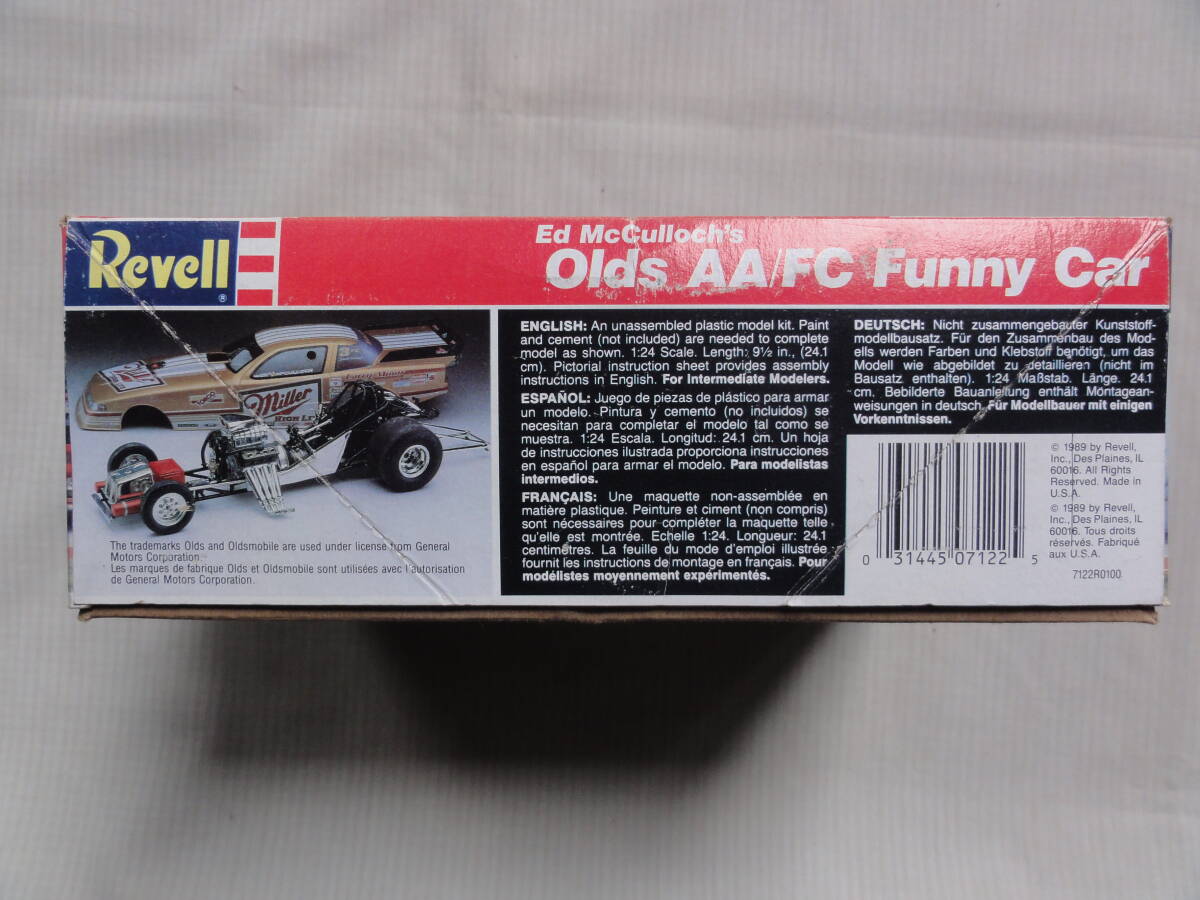 Revell®
Ed McCulloch's
Olds AA/FC Funny Car
Miller
HIGH LIFE
The trademarks Olds and Oldsmobile are used under license from General
Motors Corporation.
Les marques de fabrique Olds et Oldsmobile sont utilisées avec l'autorisation
de General Motors Corporation.
ENGLISH: An unassembled plastic model kit. Paint
and cement (not included) are needed to complete
model as shown. 1:24 Scale. Length: 9½ in., (24.1
cm). Pictorial instruction sheet provides assembly
instructions in English. For Intermediate Modelers.
ESPAÑOL: Juego de piezas de plástico para armar
un modelo. Pintura y cemento (no incluidos) se
necesitan para completar el modelo tal como se
muestra. 1:24 Escala. Longitud: 24.1 cm. Un hoja
de instrucciones ilustrada proporciona instrucciones
en español para armar el modelo. Para modelistas
intermedios.
FRANÇAIS: Une maquette non-assemblée en
matière plastique. Peinture et ciment (non compris)
sont nécessaires pour compléter la maquette telle
qu'elle est montrée. Echelle 1:24. Longueur: 24.1
centimètres. La feuille du mode d'emploi illustrée
fournit les instructions de montage en français. Pour
modélistes moyennement expérimentés.
DEUTSCH: Nicht zusammengebauter Kunststoff-
modellbausatz. Für den Zusammenbau des Mod-
ells werden Farben und Klebstoff benötigt, um das
Modell wie abgebildet zu detaillieren (nicht im
Bausatz enthalten). 1:24 Maßstab. Länge. 24.1
cm. Bebilderte Bauanleitung enthält Montagean-
weisungen in deutsch. Für Modellbauer mit einigen
Vorkenntnissen.
0 31445 07122 5
© 1989 by Revell,
Inc., Des Plaines, IL
60016. All Rights
Reserved. Made in
U.S.A.
© 1989 by Revell,
Inc., Des Plaines, IL
60016. Tous droits
réservés. Fabriqué
aux U.S.A.
7122R0100